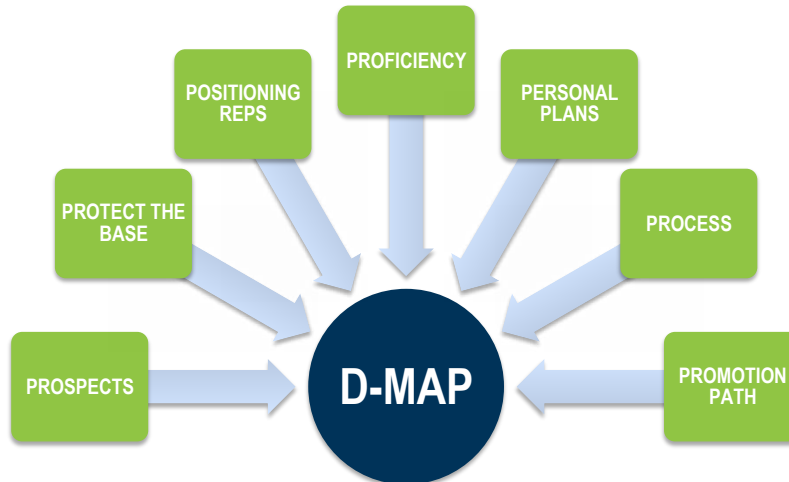 PROFICIENCY
POSITIONING
REPS
PERSONAL
PLANS
PROTECT THE
BASE
PROCESS
PROSPECTS
D-MAP
PROMOTION
PATH